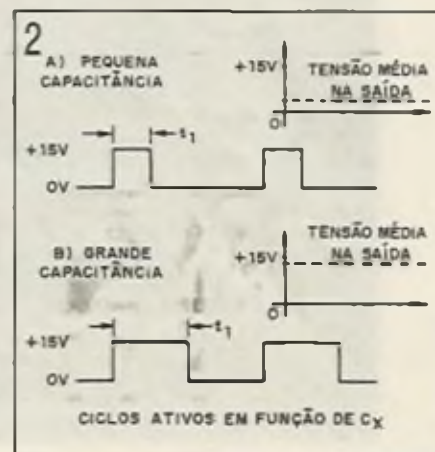 2
A) PEQUENA
CAPACITÂNCIA
+15V
TENSÃO MÉDIA
NA SAÍDA
0
t1
+15V
0V
B) GRANDE
CAPACITÂNCIA
+15V
TENSÃO MÉDIA
NA SAÍDA
0
t1
+15V
0V
CICLOS ATIVOS EM FUNÇÃO DE CX